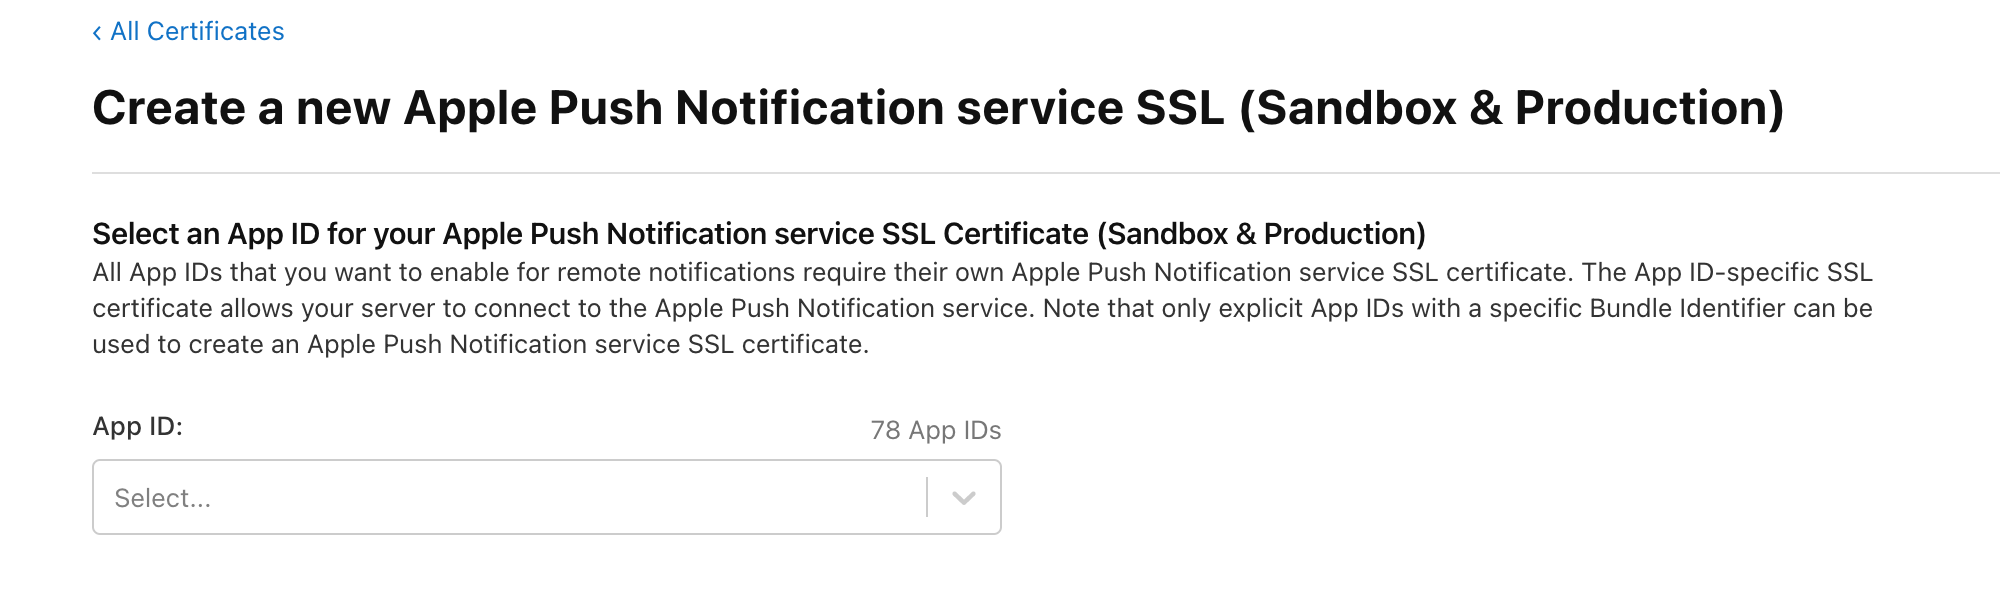 ‹ All Certificates
Create a new Apple Push Notification service SSL (Sandbox & Production)
Select an App ID for your Apple Push Notification service SSL Certificate (Sandbox & Production)
All App IDs that you want to enable for remote notifications require their own Apple Push Notification service SSL certificate. The App ID-specific SSL
certificate allows your server to connect to the Apple Push Notification service. Note that only explicit App IDs with a specific Bundle Identifier can be
used to create an Apple Push Notification service SSL certificate.
App ID:
78 App IDs
Select...